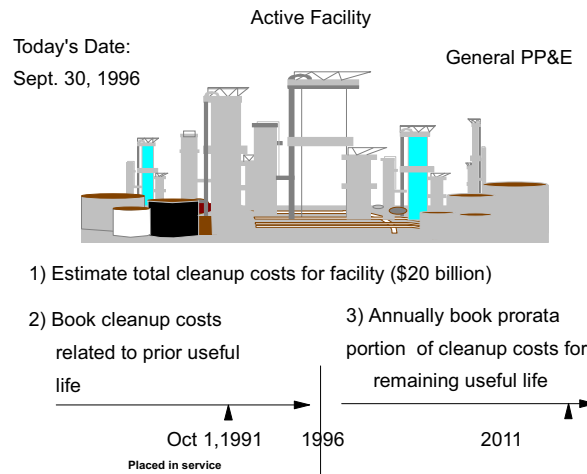 Active Facility
Today's Date:
Sept. 30, 1996
General PP&E
1) Estimate total cleanup costs for facility ($20 billion)
2) Book cleanup costs
related to prior useful
life
3) Annually book prorata
portion of cleanup costs for
remaining useful life
Oct 1,1991
1996
2011
Placed in service